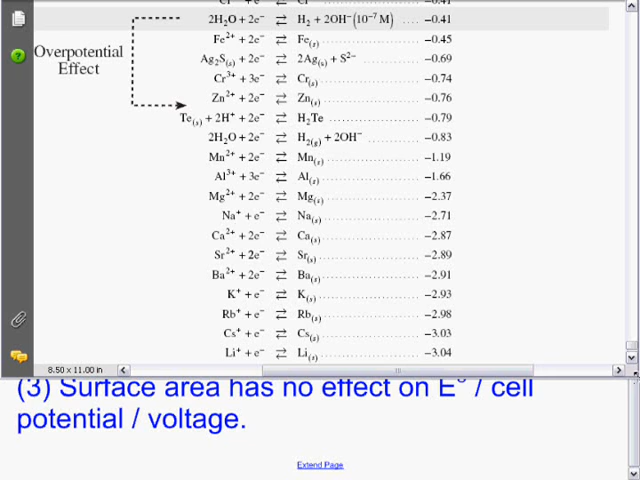 2H₂O + 2e⁻ ⇄ H₂ + 2OH⁻ (10⁻⁷ M) .... −0.41
Fe²⁺ + 2e⁻ ⇄ Fe(s) .... −0.45
Overpotential
Effect
Ag₂S(s) + 2e⁻ ⇄ 2Ag(s) + S²⁻ .... −0.69
Cr³⁺ + 3e⁻ ⇄ Cr(s) .... −0.74
Zn²⁺ + 2e⁻ ⇄ Zn(s) .... −0.76
Te(s) + 2H⁺ + 2e⁻ ⇄ H₂Te .... −0.79
2H₂O + 2e⁻ ⇄ H₂(g) + 2OH⁻ .... −0.83
Mn²⁺ + 2e⁻ ⇄ Mn(s) .... −1.19
Al³⁺ + 3e⁻ ⇄ Al(s) .... −1.66
Mg²⁺ + 2e⁻ ⇄ Mg(s) .... −2.37
Na⁺ + e⁻ ⇄ Na(s) .... −2.71
Ca²⁺ + 2e⁻ ⇄ Ca(s) .... −2.87
Sr²⁺ + 2e⁻ ⇄ Sr(s) .... −2.89
Ba²⁺ + 2e⁻ ⇄ Ba(s) .... −2.91
K⁺ + e⁻ ⇄ K(s) .... −2.93
Rb⁺ + e⁻ ⇄ Rb(s) .... −2.98
Cs⁺ + e⁻ ⇄ Cs(s) .... −3.03
Li⁺ + e⁻ ⇄ Li(s) .... −3.04
8.50 x 11.00 in
(3) Surface area has no effect on E° / cell
potential / voltage.
Extend Page